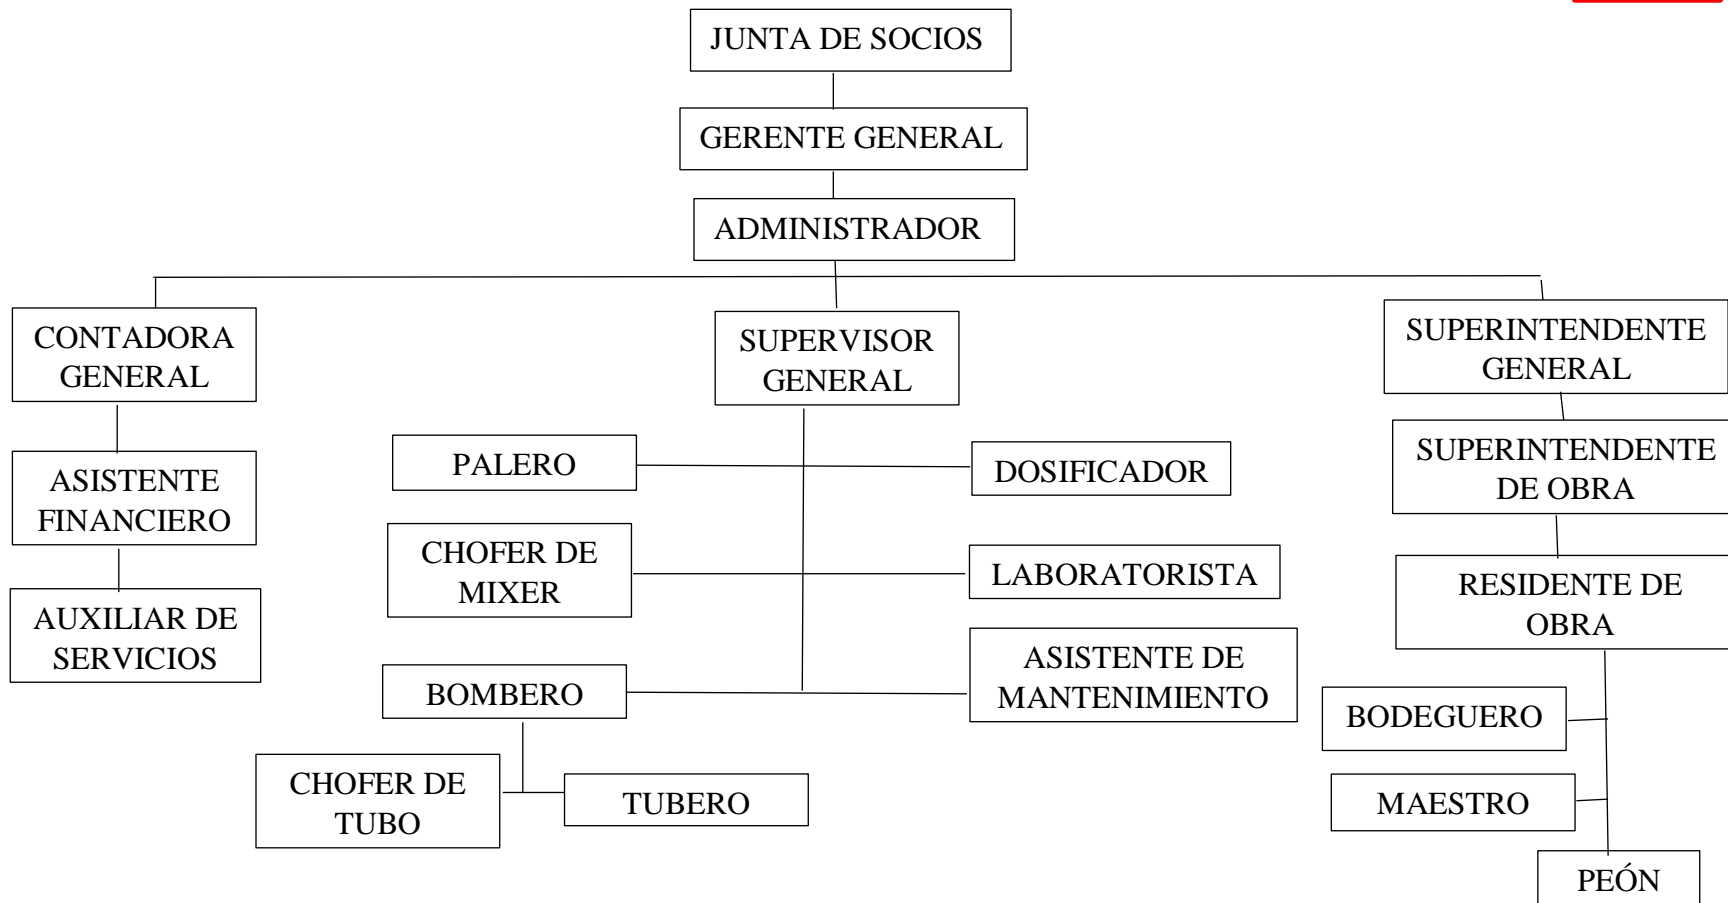 JUNTA DE SOCIOS
GERENTE GENERAL
ADMINISTRADOR
CONTADORA
GENERAL
SUPERVISOR
GENERAL
SUPERINTENDENTE
GENERAL
ASISTENTE
FINANCIERO
AUXILIAR DE
SERVICIOS
PALERO
DOSIFICADOR
CHOFER DE
MIXER
LABORATORISTA
BOMBERO
ASISTENTE DE
MANTENIMIENTO
CHOFER DE
TUBO
TUBERO
SUPERINTENDENTE
DE OBRA
RESIDENTE DE
OBRA
BODEGUERO
MAESTRO
PEÓN